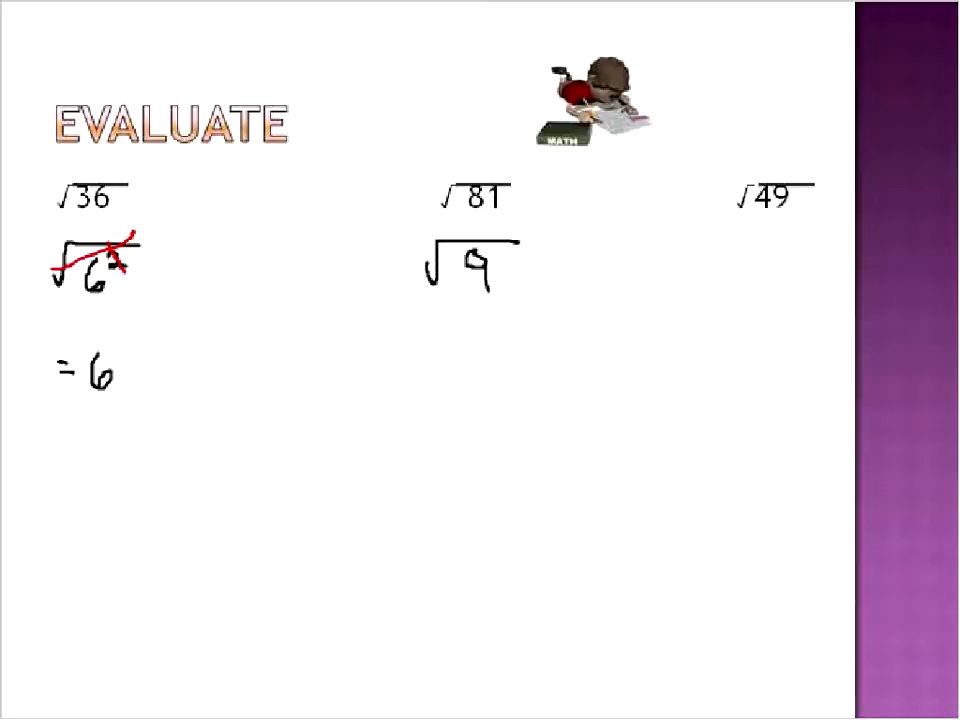 EVALUATE
MATH
√36 √81 √49
√6² √9
= 6